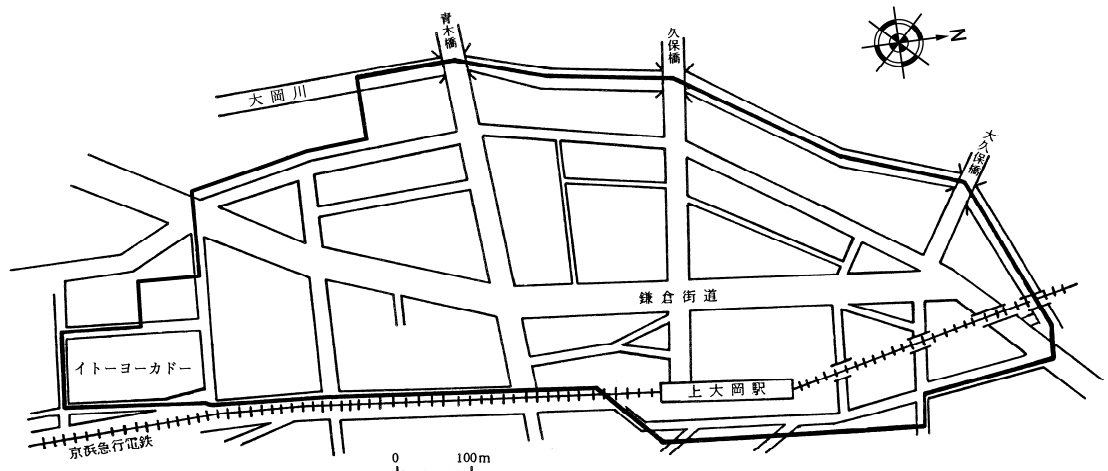 青木橋
久保橋
N
大岡川
大久保橋
鎌倉街道
イトーヨーカドー
上大岡駅
京浜急行電鉄
0 100m